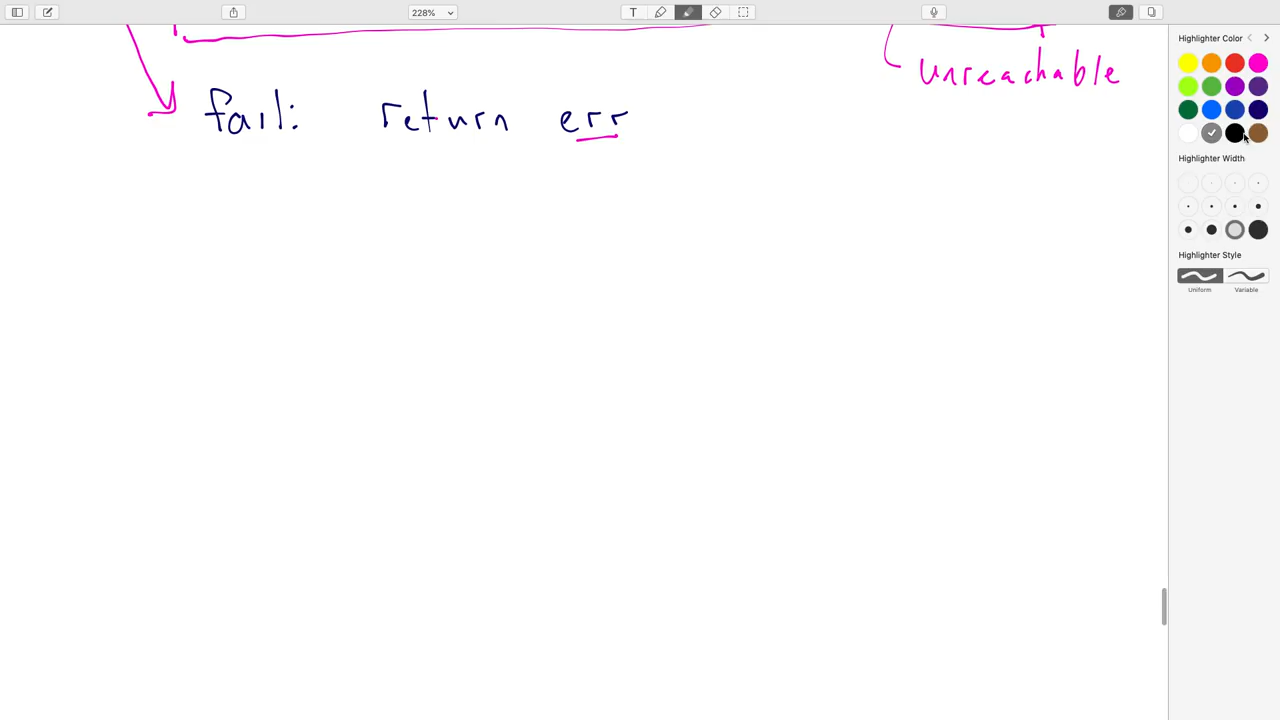 228%
T
Highlighter Color
unreachable
fail: return err
Highlighter Width
Highlighter Style
Uniform Variable